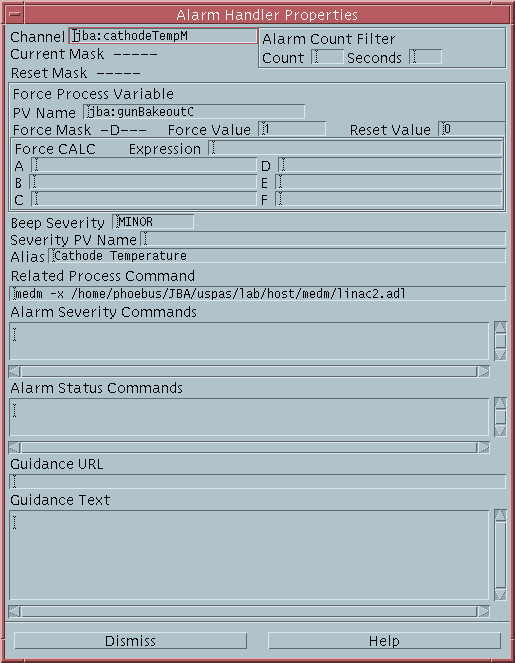 Alarm Handler Properties
Channel jba:cathodeTempM
Alarm Count Filter
Current Mask -----
Count Seconds
Reset Mask -----
Force Process Variable
PV Name jba:gunBakeoutC
Force Mask -D--- Force Value 1 Reset Value 0
Force CALC Expression
A D
B E
C F
Beep Severity MINOR
Severity PV Name
Alias Cathode Temperature
Related Process Command
medm -x /home/phoebus/JBA/uspas/lab/host/medm/linac2.adl
Alarm Severity Commands
Alarm Status Commands
Guidance URL
Guidance Text
Dismiss Help